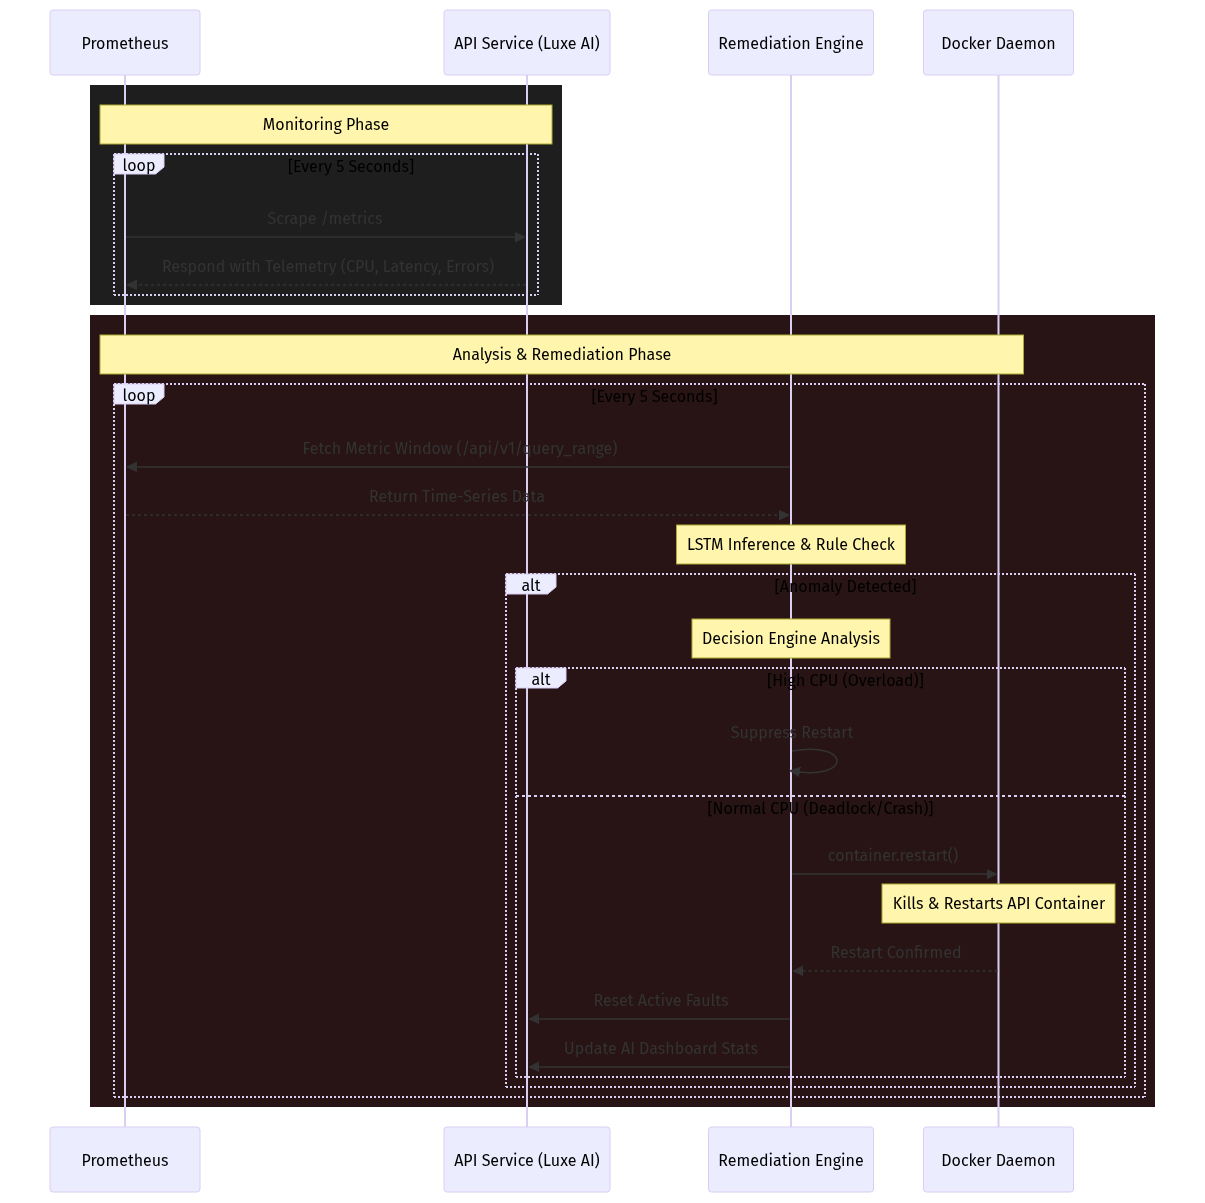 Prometheus
API Service (Luxe AI)
Remediation Engine
Docker Daemon
Monitoring Phase
loop
[Every 5 Seconds]
Scrape /metrics
Respond with Telemetry (CPU, Latency, Errors)
Analysis & Remediation Phase
loop
[Every 5 Seconds]
Fetch Metric Window (/api/v1/query_range)
Return Time-Series Data
LSTM Inference & Rule Check
alt
[Anomaly Detected]
Decision Engine Analysis
alt
[High CPU (Overload)]
Suppress Restart
[Normal CPU (Deadlock/Crash)]
container.restart()
Kills & Restarts API Container
Restart Confirmed
Reset Active Faults
Update AI Dashboard Stats
Prometheus
API Service (Luxe AI)
Remediation Engine
Docker Daemon